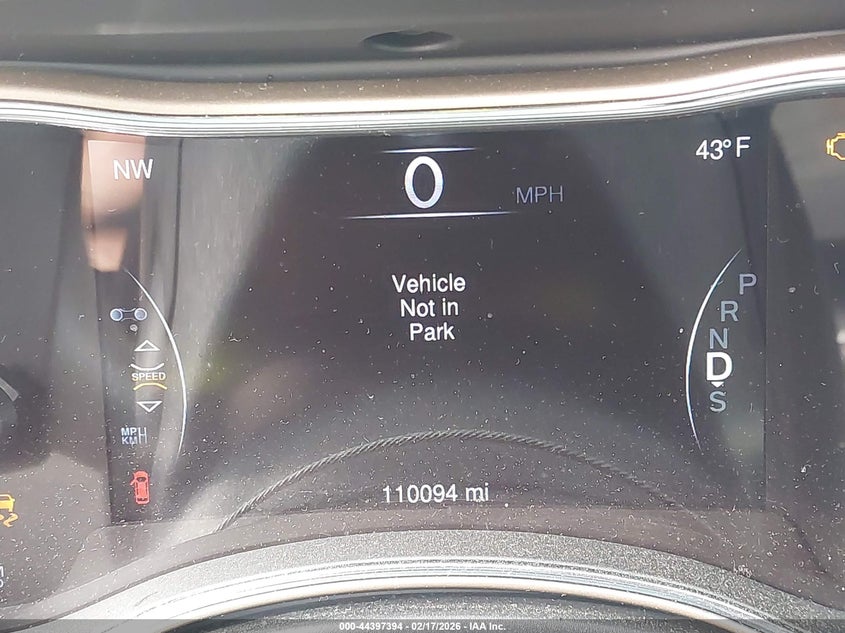 NW
0 MPH
43° F
Vehicle
Not in
Park
P
R
N
D
S
SPEED
MPH
KM
110094 mi
000-44397394 - 02/17/2026 - IAA Inc.